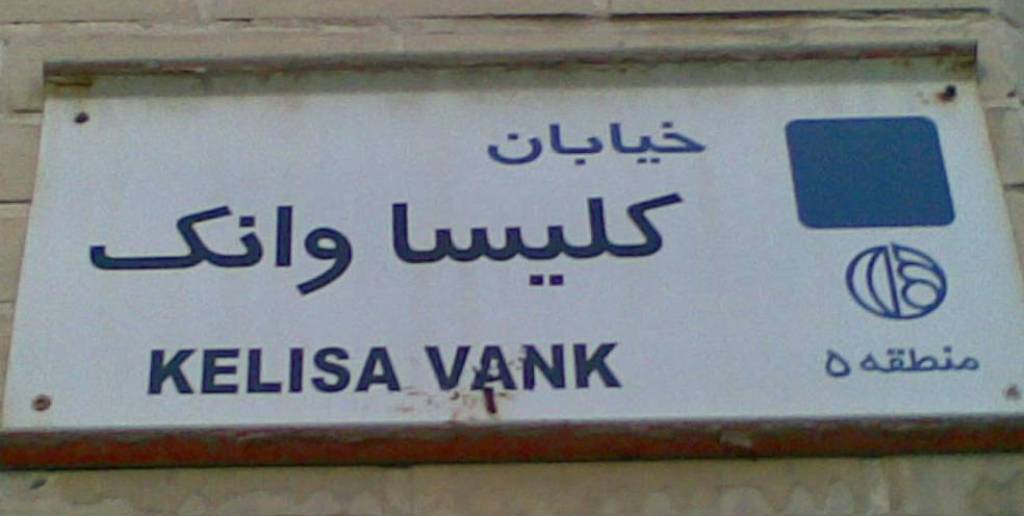 خیابان
کلیسا وانک
KELISA VANK
منطقه ۵